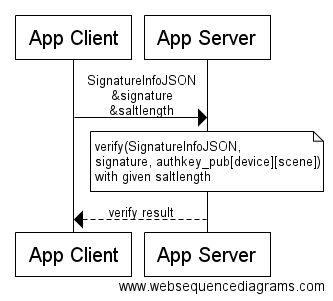 App Client
App Server
SignatureInfoJSON
&signature
&saltlength
verify(SignatureInfoJSON,
signature, authkey_pub[device][scene])
with given saltlength
verify result
App Client
App Server
www.websequencediagrams.com